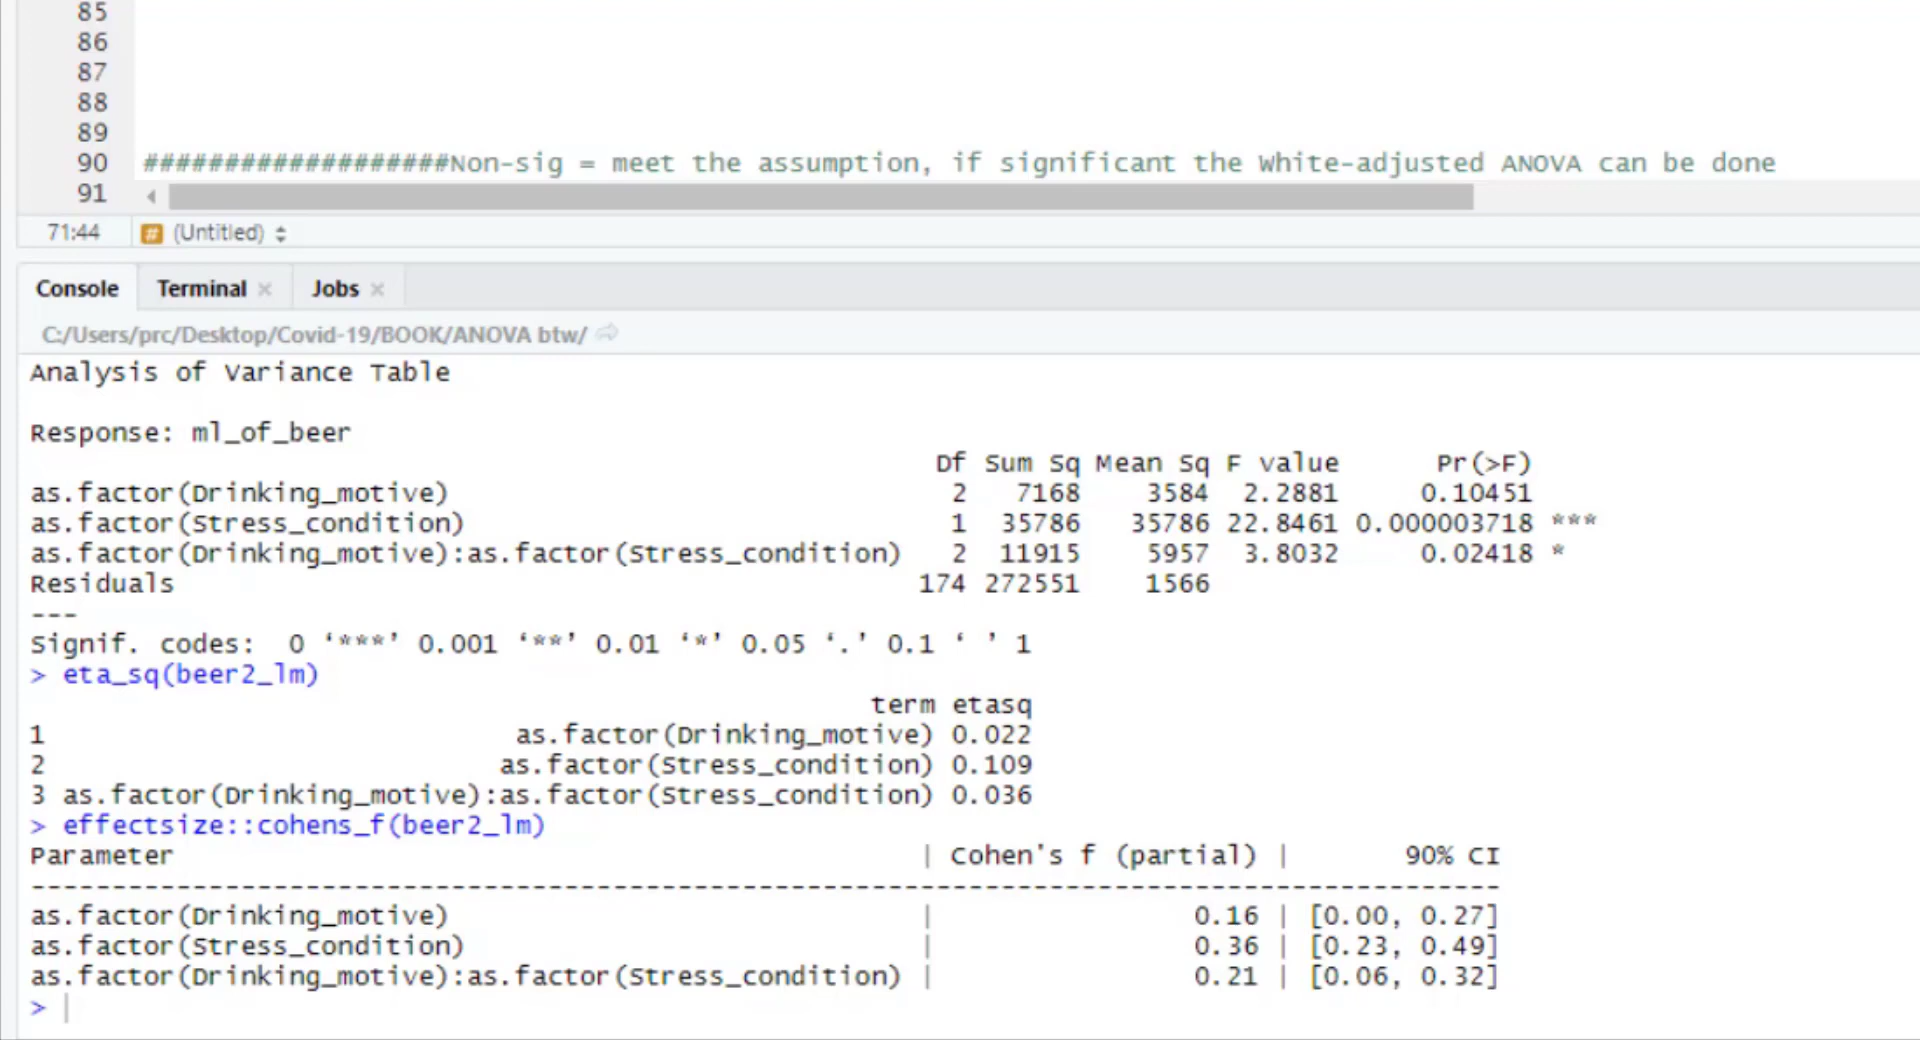 85
86
87
88
89
90 ###################Non-sig = meet the assumption, if significant the White-adjusted ANOVA can be done
91
71:44 # (Untitled)
Console Terminal Jobs
C:/Users/prc/Desktop/Covid-19/BOOK/ANOVA btw/
Analysis of Variance Table
Response: ml_of_beer
Df Sum Sq Mean Sq F value Pr(>F)
as.factor(Drinking_motive) 2 7168 3584 2.2881 0.10451
as.factor(Stress_condition) 1 35786 35786 22.8461 0.000003718 ***
as.factor(Drinking_motive):as.factor(Stress_condition) 2 11915 5957 3.8032 0.02418 *
Residuals 174 272551 1566
---
Signif. codes: 0 ‘***’ 0.001 ‘**’ 0.01 ‘*’ 0.05 ‘.’ 0.1 ‘ ’ 1
> eta_sq(beer2_lm)
term etasq
1 as.factor(Drinking_motive) 0.022
2 as.factor(Stress_condition) 0.109
3 as.factor(Drinking_motive):as.factor(Stress_condition) 0.036
> effectsize::cohens_f(beer2_lm)
Parameter | Cohen's f (partial) | 90% CI
-------------------------------------------------------------------------------------------
as.factor(Drinking_motive) | 0.16 | [0.00, 0.27]
as.factor(Stress_condition) | 0.36 | [0.23, 0.49]
as.factor(Drinking_motive):as.factor(Stress_condition) | 0.21 | [0.06, 0.32]
>